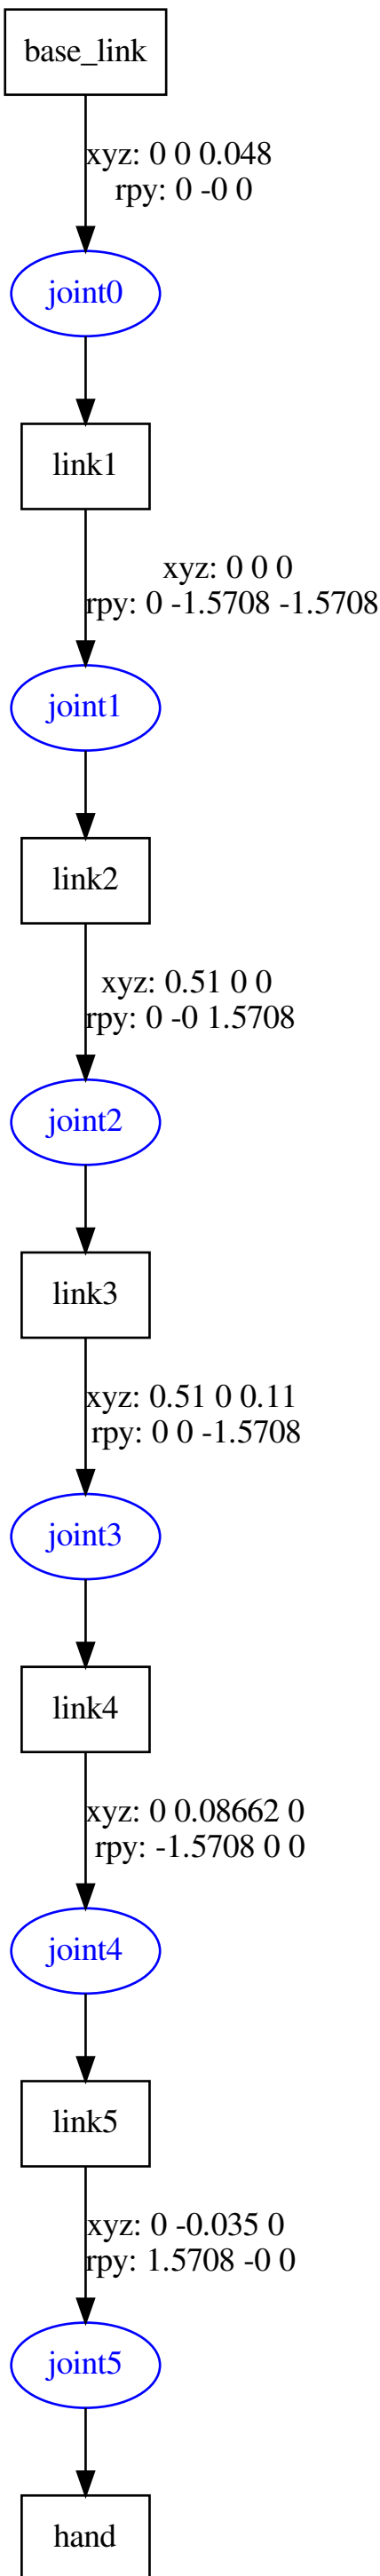 base_link
xyz: 0 0 0.048
rpy: 0 -0 0
joint0
link1
xyz: 0 0 0
rpy: 0 -1.5708 -1.5708
joint1
link2
xyz: 0.51 0 0
rpy: 0 -0 1.5708
joint2
link3
xyz: 0.51 0 0.11
rpy: 0 0 -1.5708
joint3
link4
xyz: 0 0.08662 0
rpy: -1.5708 0 0
joint4
link5
xyz: 0 -0.035 0
rpy: 1.5708 -0 0
joint5
hand